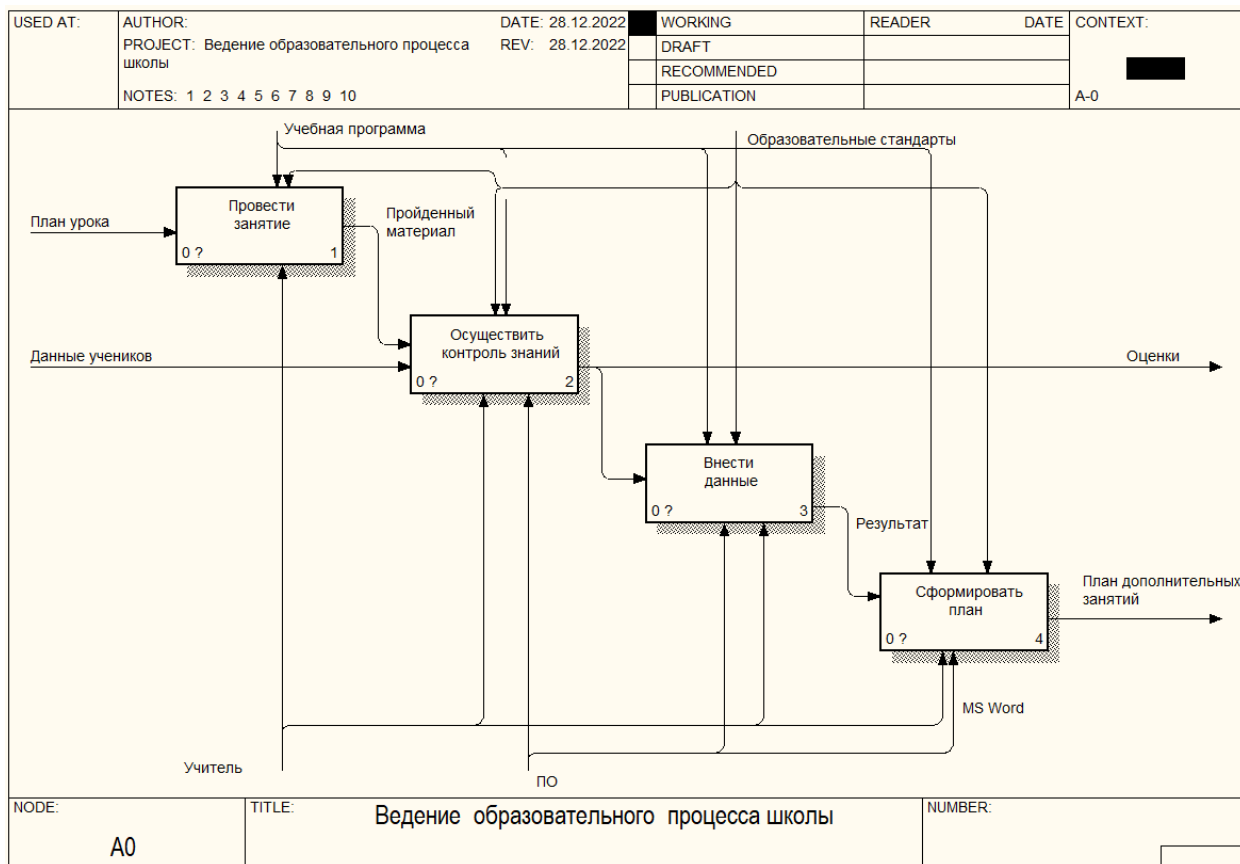 USED AT:
AUTHOR:
DATE: 28.12.2022
WORKING
READER
DATE
CONTEXT:
PROJECT: Ведение образовательного процесса
REV: 28.12.2022
DRAFT
школы
RECOMMENDED
NOTES: 1 2 3 4 5 6 7 8 9 10
PUBLICATION
A-0
Учебная программа
Образовательные стандарты
План урока
Провести
занятие
0 ?
1
Пройденный
материал
Данные учеников
Осуществить
контроль знаний
0 ?
2
Оценки
Внести
данные
0 ?
3
Результат
Сформировать
план
0 ?
4
План дополнительных
занятий
MS Word
Учитель
ПО
NODE:
TITLE:
Ведение образовательного процесса школы
NUMBER:
A0